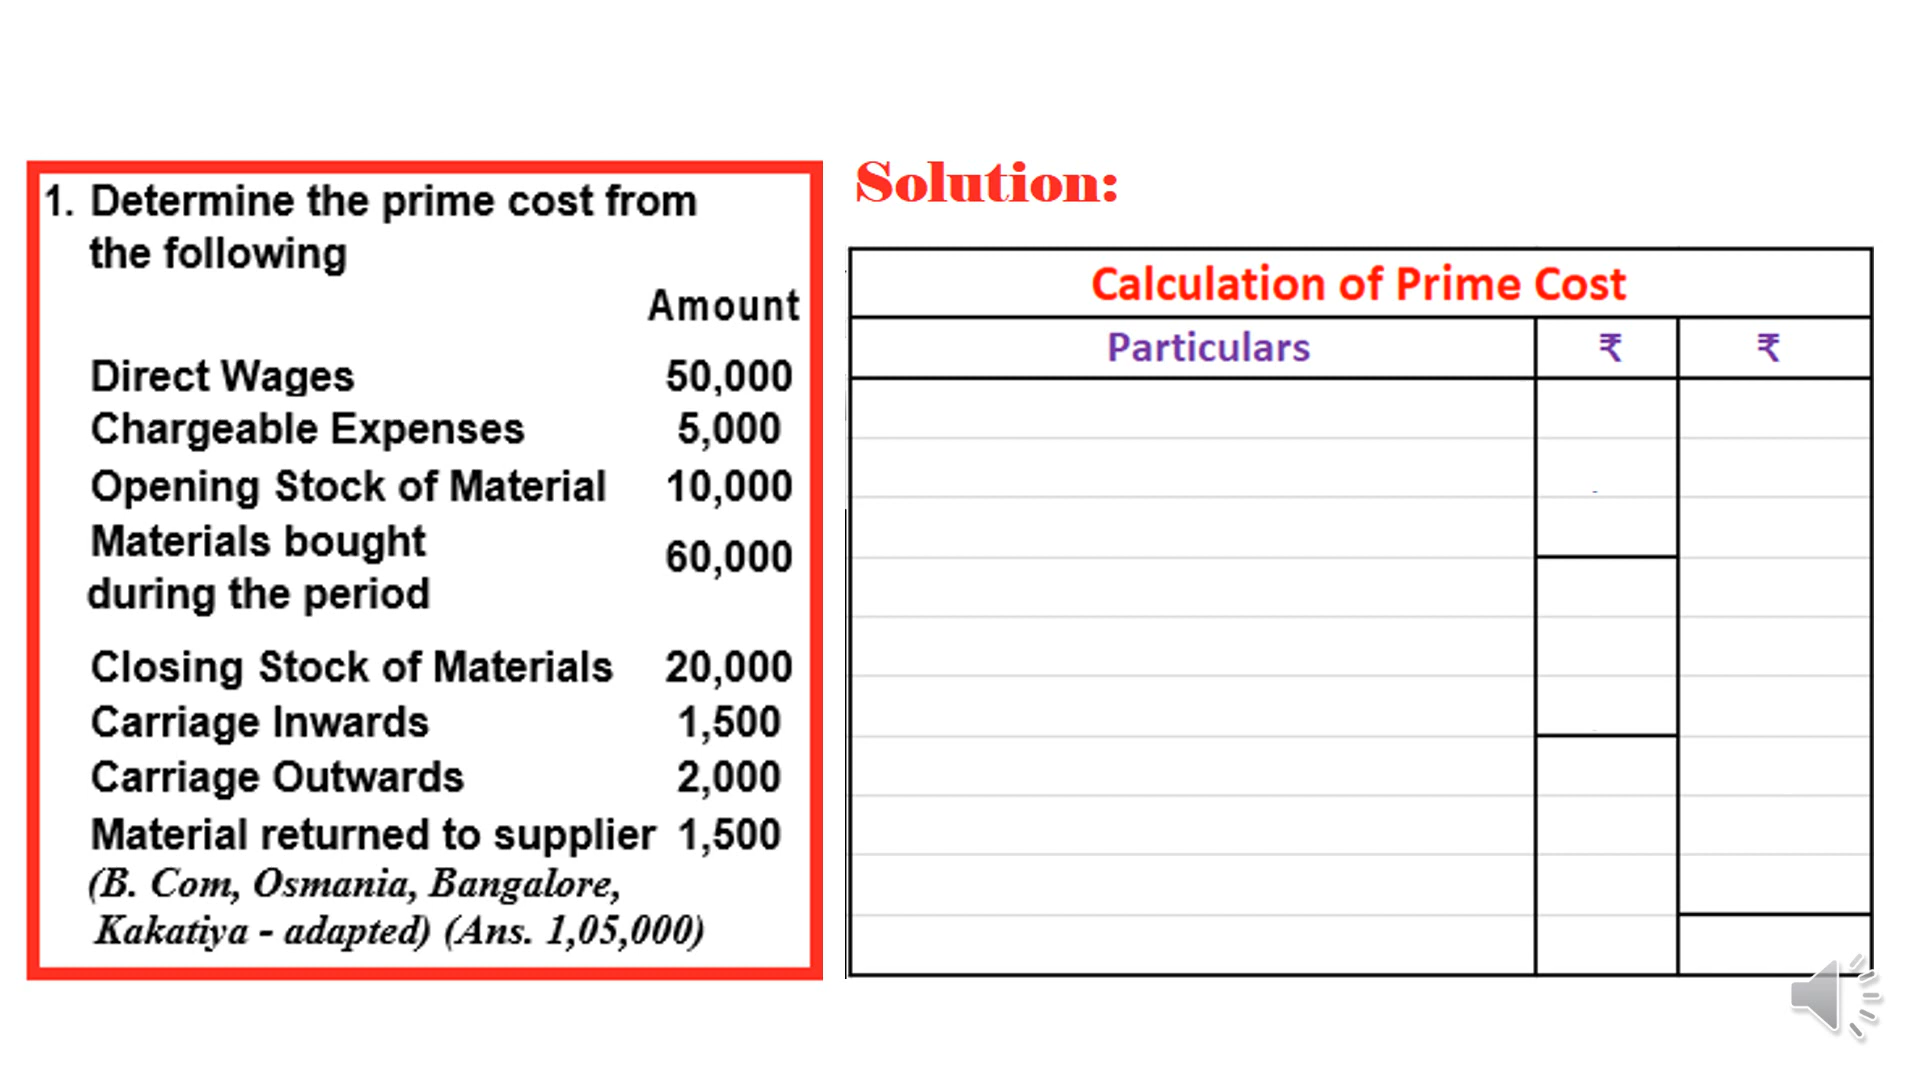 1. Determine the prime cost from
the following
Amount
Direct Wages 50,000
Chargeable Expenses 5,000
Opening Stock of Material 10,000
Materials bought
during the period 60,000
Closing Stock of Materials 20,000
Carriage Inwards 1,500
Carriage Outwards 2,000
Material returned to supplier 1,500
(B. Com, Osmania, Bangalore,
Kakatiya - adapted) (Ans. 1,05,000)
Solution:
Calculation of Prime Cost
Particulars ₹ ₹